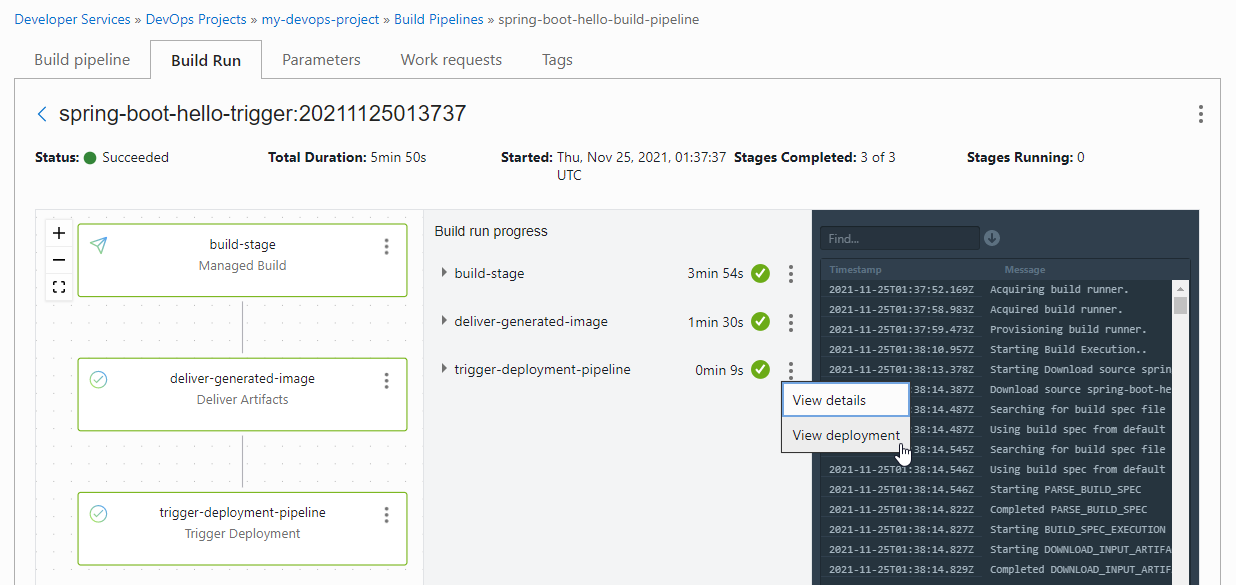 Developer Services » DevOps Projects » my-devops-project » Build Pipelines » spring-boot-hello-build-pipeline
Build pipeline
Build Run
Parameters
Work requests
Tags
spring-boot-hello-trigger:20211125013737
Status: Succeeded
Total Duration: 5min 50s
Started: Thu, Nov 25, 2021, 01:37:37 UTC
Stages Completed: 3 of 3
Stages Running: 0
build-stage
Managed Build
deliver-generated-image
Deliver Artifacts
trigger-deployment-pipeline
Trigger Deployment
Build run progress
build-stage 3min 54s
deliver-generated-image 1min 30s
trigger-deployment-pipeline 0min 9s
View details
View deployment
Find...
Timestamp Message
2021-11-25T01:37:52.169Z Acquiring build runner.
2021-11-25T01:37:58.983Z Acquired build runner.
2021-11-25T01:37:59.473Z Provisioning build runner.
2021-11-25T01:38:10.957Z Starting Build Execution..
2021-11-25T01:38:13.378Z Starting Download source sprin
38:14.387Z Download source spring-boot-he
38:14.487Z Searching for build spec file
38:14.487Z Using build spec from default
38:14.545Z Searching for build spec file
2021-11-25T01:38:14.546Z Using build spec from default
2021-11-25T01:38:14.546Z Starting PARSE_BUILD_SPEC
2021-11-25T01:38:14.822Z Completed PARSE_BUILD_SPEC
2021-11-25T01:38:14.827Z Starting BUILD_SPEC_EXECUTION
2021-11-25T01:38:14.827Z Starting DOWNLOAD_INPUT_ARTIFA
2021-11-25T01:38:14.829Z Completed DOWNLOAD_INPUT_ARTIF